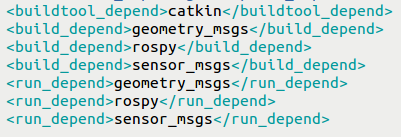 <buildtool_depend>catkin</buildtool_depend>
<build_depend>geometry_msgs</build_depend>
<build_depend>rospy</build_depend>
<build_depend>sensor_msgs</build_depend>
<run_depend>geometry_msgs</run_depend>
<run_depend>rospy</run_depend>
<run_depend>sensor_msgs</run_depend>